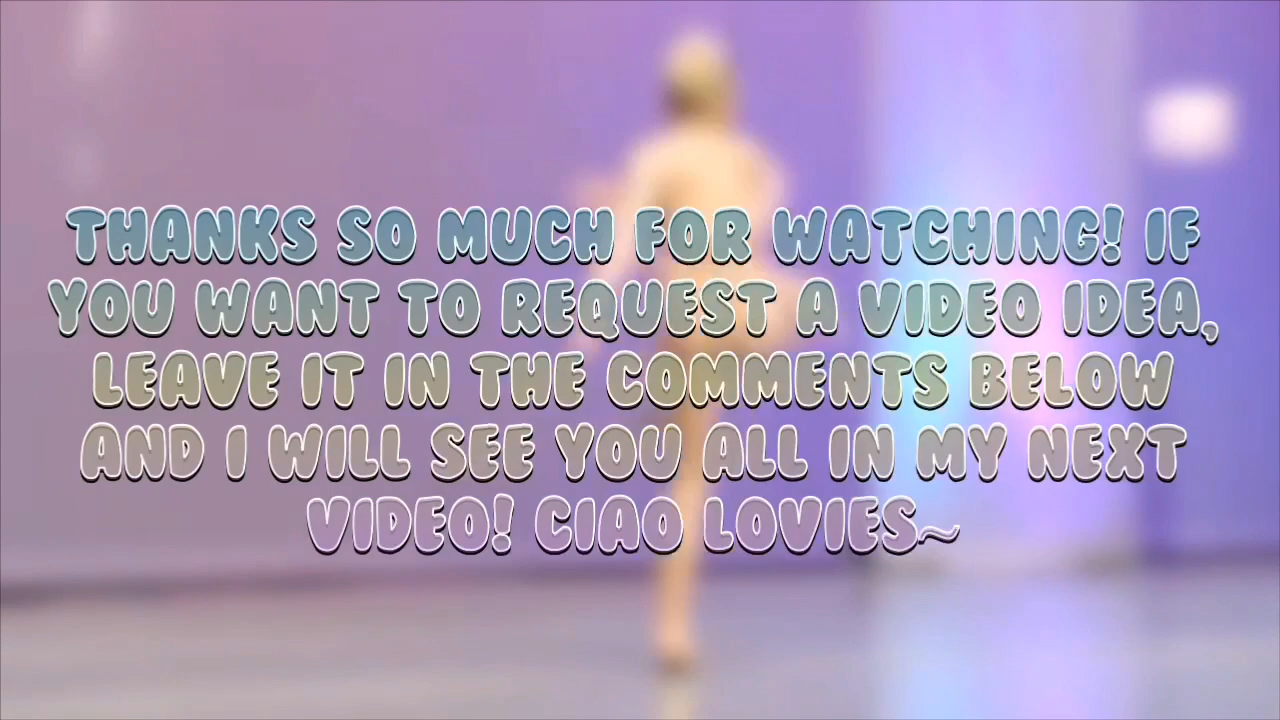 THANKS SO MUCH FOR WATCHING! IF
YOU WANT TO REQUEST A VIDEO IDEA,
LEAVE IT IN THE COMMENTS BELOW
AND I WILL SEE YOU ALL IN MY NEXT
VIDEO! CIAO LOVIES~